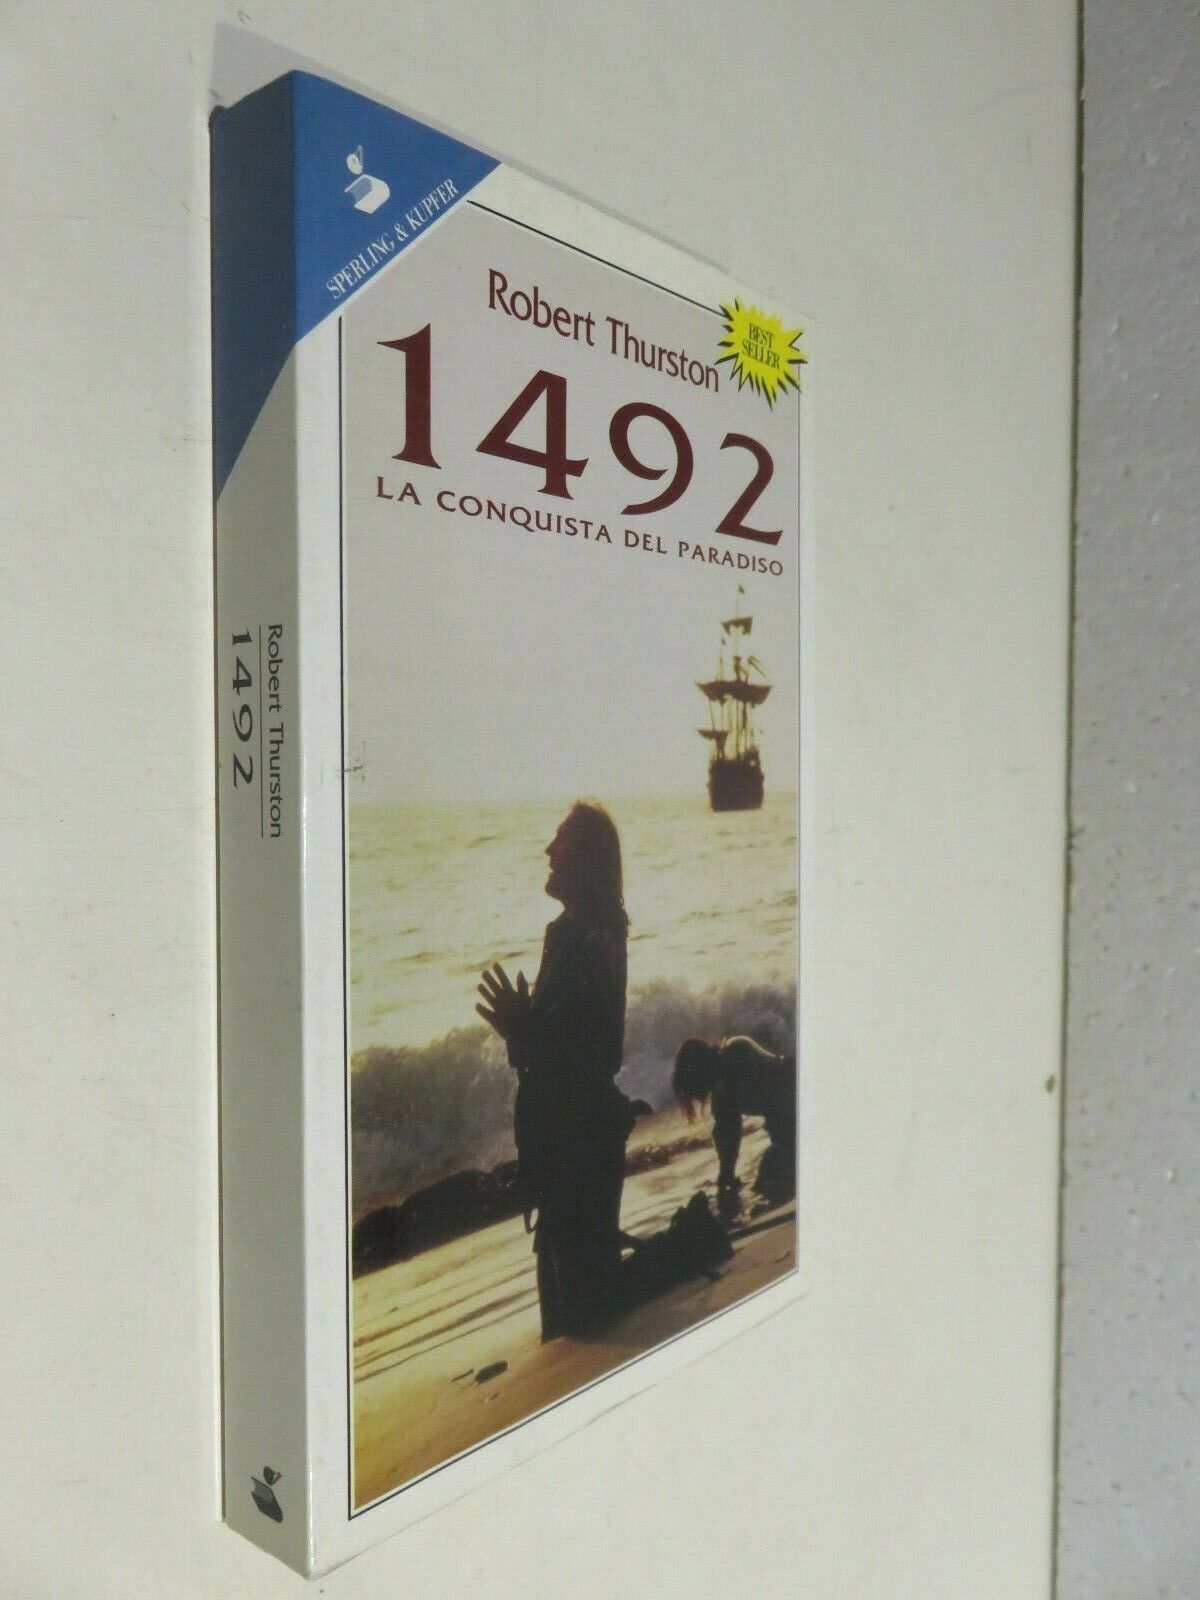 SPERLING & KUPFER
Robert Thurston
BEST
SELLER
1492
LA CONQUISTA DEL PARADISO
Robert Thurston
1492